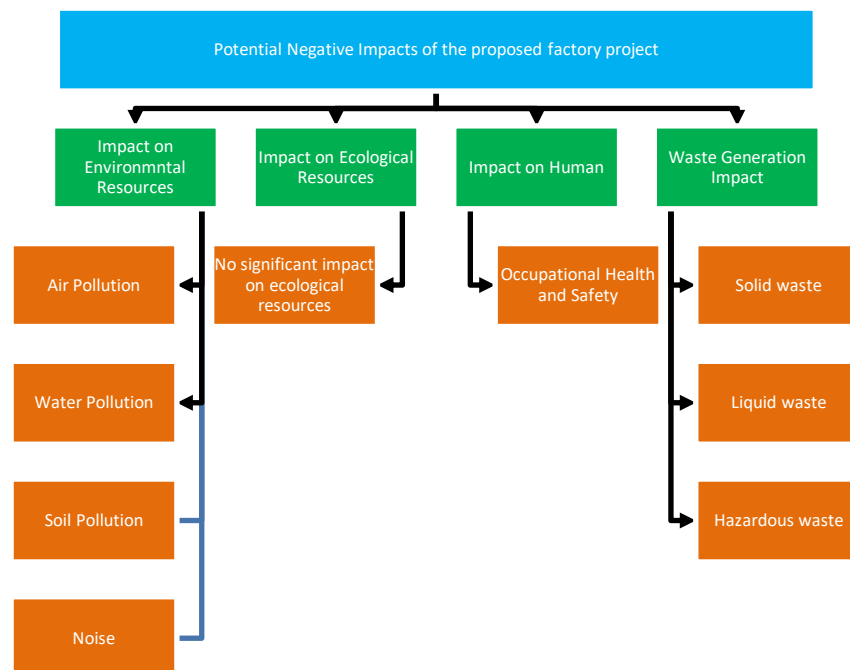 Potential Negative Impacts of the proposed factory project
Impact on
Environmntal
Resources
Impact on Ecological
Resources
Impact on Human
Waste Generation
Impact
Air Pollution
No significant impact
on ecological
resources
Occupational Health
and Safety
Solid waste
Water Pollution
Liquid waste
Soil Pollution
Hazardous waste
Noise